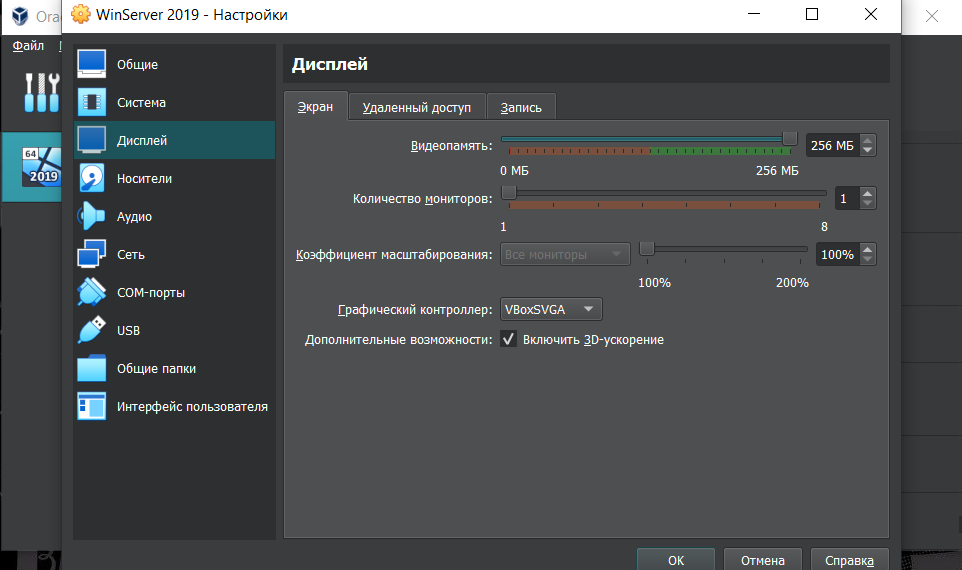 WinServer 2019 - Настройки
Ora
Файл
64
2019
Общие
Система
Дисплей
Носители
Аудио
Сеть
COM-порты
USB
Общие папки
Интерфейс пользователя
Дисплей
Экран
Удаленный доступ
Запись
Видеопамять:
256 МБ
0 МБ
256 МБ
Количество мониторов:
1
1
8
Коэффициент масштабирования:
Все мониторы
100%
100%
200%
Графический контроллер:
VBoxSVGA
Дополнительные возможности:
Включить 3D-ускорение
OK
Отмена
Справка